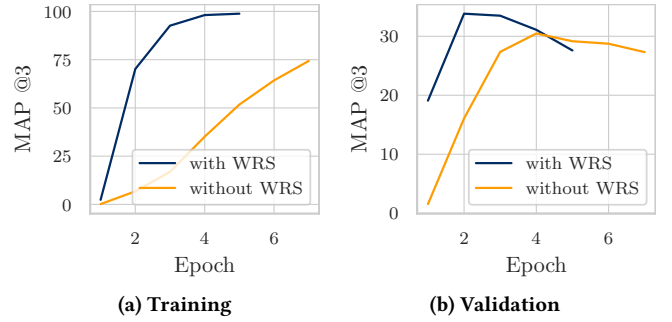 MAP @3
100
75
50
25
0
with WRS
without WRS
2
4
6
Epoch
(a) Training
MAP @3
30
20
10
0
with WRS
without WRS
2
4
6
Epoch
(b) Validation